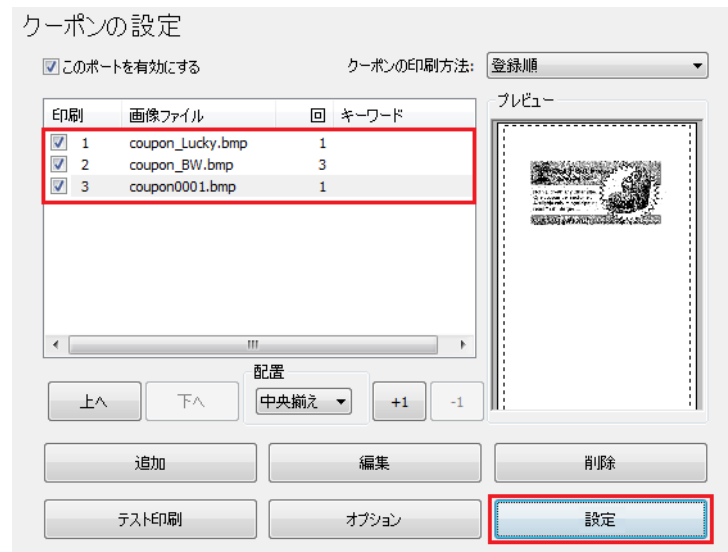 クーポンの設定
このポートを有効にする
クーポンの印刷方法: 登録順
印刷 画像ファイル 回 キーワード
プレビュー
1 coupon_Lucky.bmp 1
2 coupon_BW.bmp 3
3 coupon0001.bmp 1
配置
上へ 下へ 中央揃え +1 -1
追加 編集 削除
テスト印刷 オプション 設定